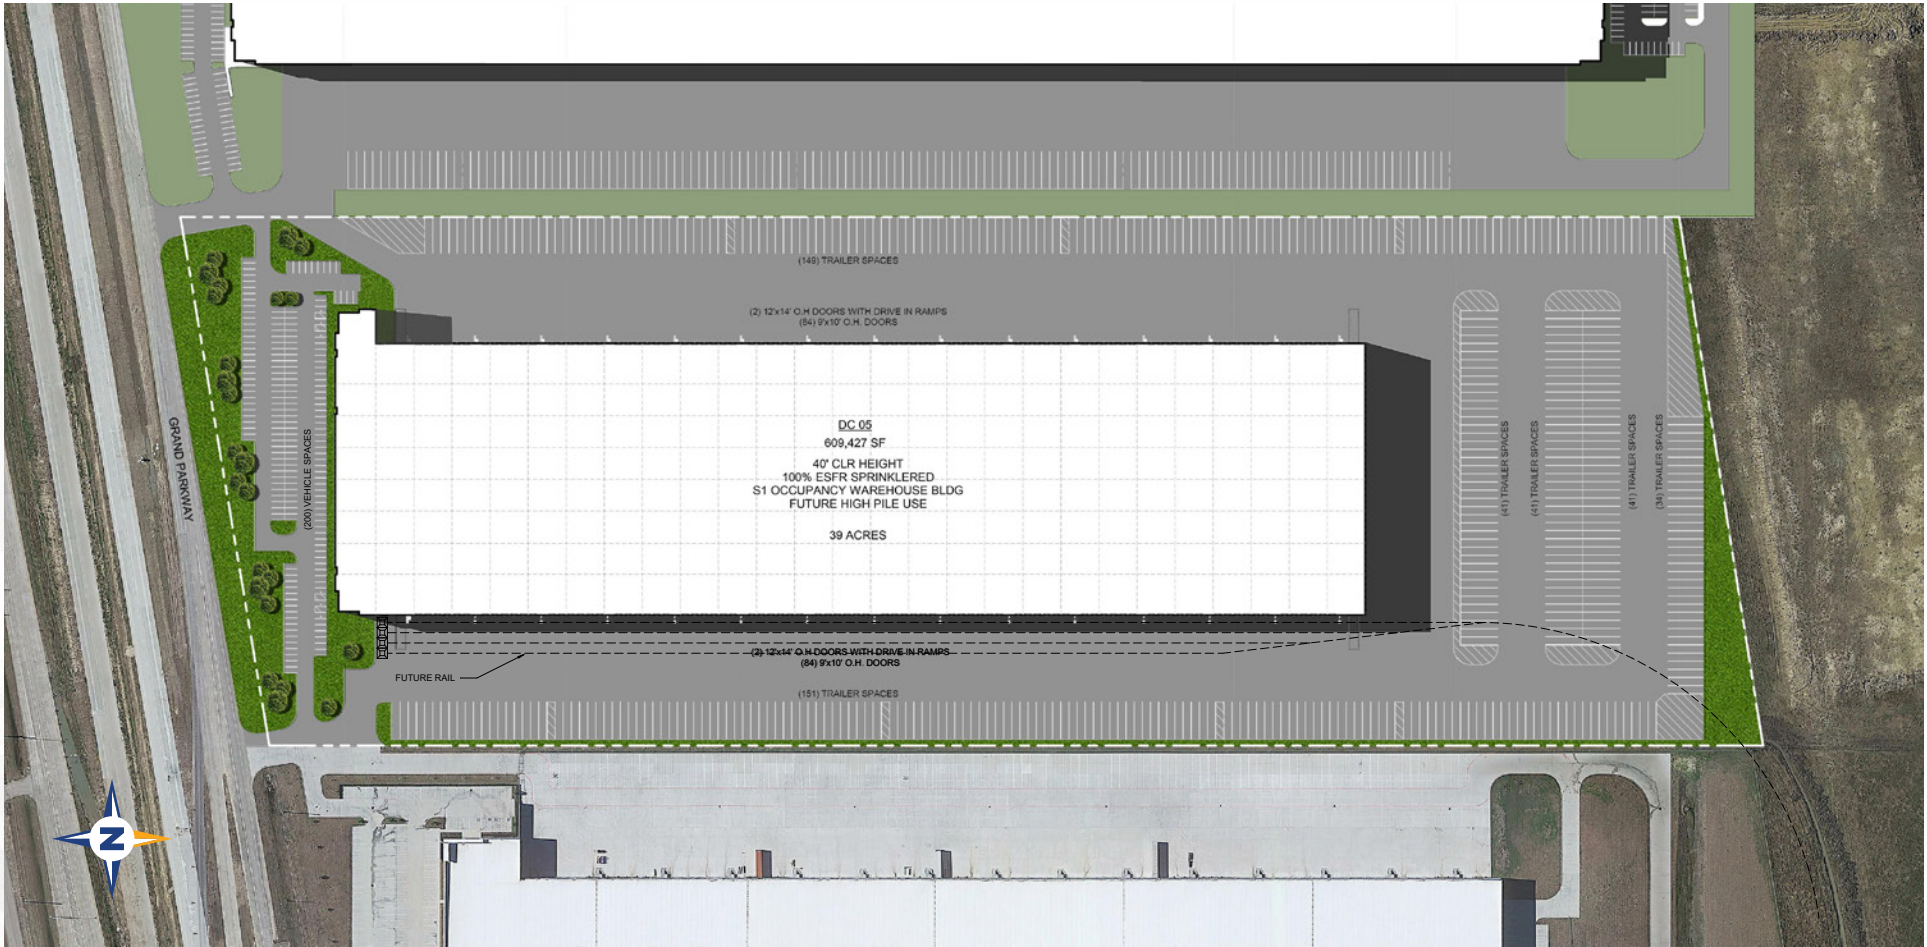 (149) TRAILER SPACES
(2) 12'x14' O.H DOORS WITH DRIVE IN RAMPS
(84) 9'x10' O.H. DOORS
GRAND PARKWAY
(200) VEHICLE SPACES
DC 05
609,427 SF
40' CLR HEIGHT
100% ESFR SPRINKLERED
S1 OCCUPANCY WAREHOUSE BLDG
FUTURE HIGH PILE USE
39 ACRES
(41) TRAILER SPACES
(41) TRAILER SPACES
(41) TRAILER SPACES
(34) TRAILER SPACES
(2) 12'x14' O.H DOORS WITH DRIVE IN RAMPS
(84) 9'x10' O.H. DOORS
FUTURE RAIL
(151) TRAILER SPACES
N